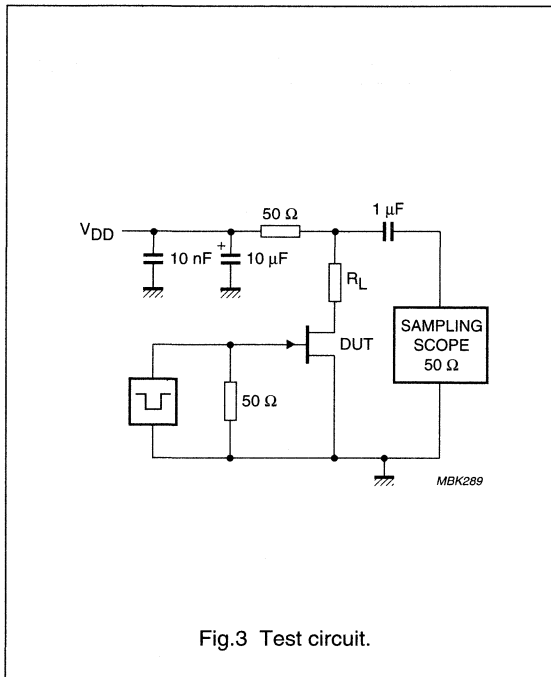 50 Ω
1 μF
V_DD
+
10 nF
10 μF
R_L
DUT
SAMPLING
SCOPE
50 Ω
50 Ω
MBK289
Fig.3 Test circuit.